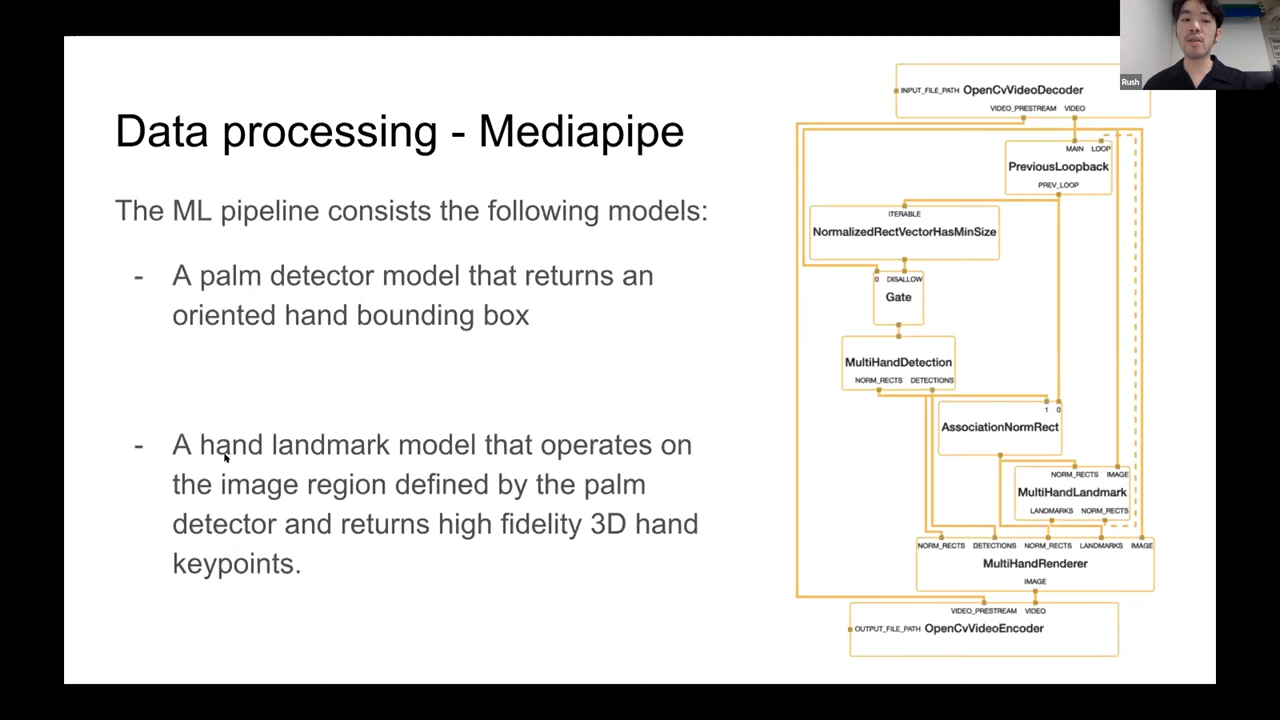 Rush
Data processing - Mediapipe
The ML pipeline consists the following models:
- A palm detector model that returns an
oriented hand bounding box
- A hand landmark model that operates on
the image region defined by the palm
detector and returns high fidelity 3D hand
keypoints.
INPUT_FILE_PATH OpenCvVideoDecoder
VIDEO_PRESTREAM VIDEO
MAIN LOOP
PreviousLoopback
PREV_LOOP
ITERABLE
NormalizedRectVectorHasMinSize
0 DISALLOW
Gate
MultiHandDetection
NORM_RECTS DETECTIONS
1 0
AssociationNormRect
NORM_RECTS IMAGE
MultiHandLandmark
LANDMARKS NORM_RECTS
NORM_RECTS DETECTIONS NORM_RECTS LANDMARKS IMAGE
MultiHandRenderer
IMAGE
VIDEO_PRESTREAM VIDEO
OUTPUT_FILE_PATH OpenCvVideoEncoder